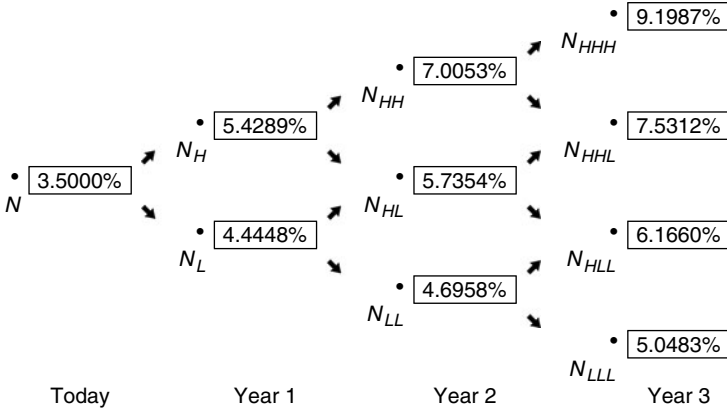 9.1987%
N_HHH
7.0053%
N_HH
5.4289%
7.5312%
N_H
N_HHL
3.5000%
5.7354%
N
N_HL
4.4448%
6.1660%
N_L
N_HLL
4.6958%
N_LL
5.0483%
N_LLL
Today Year 1 Year 2 Year 3